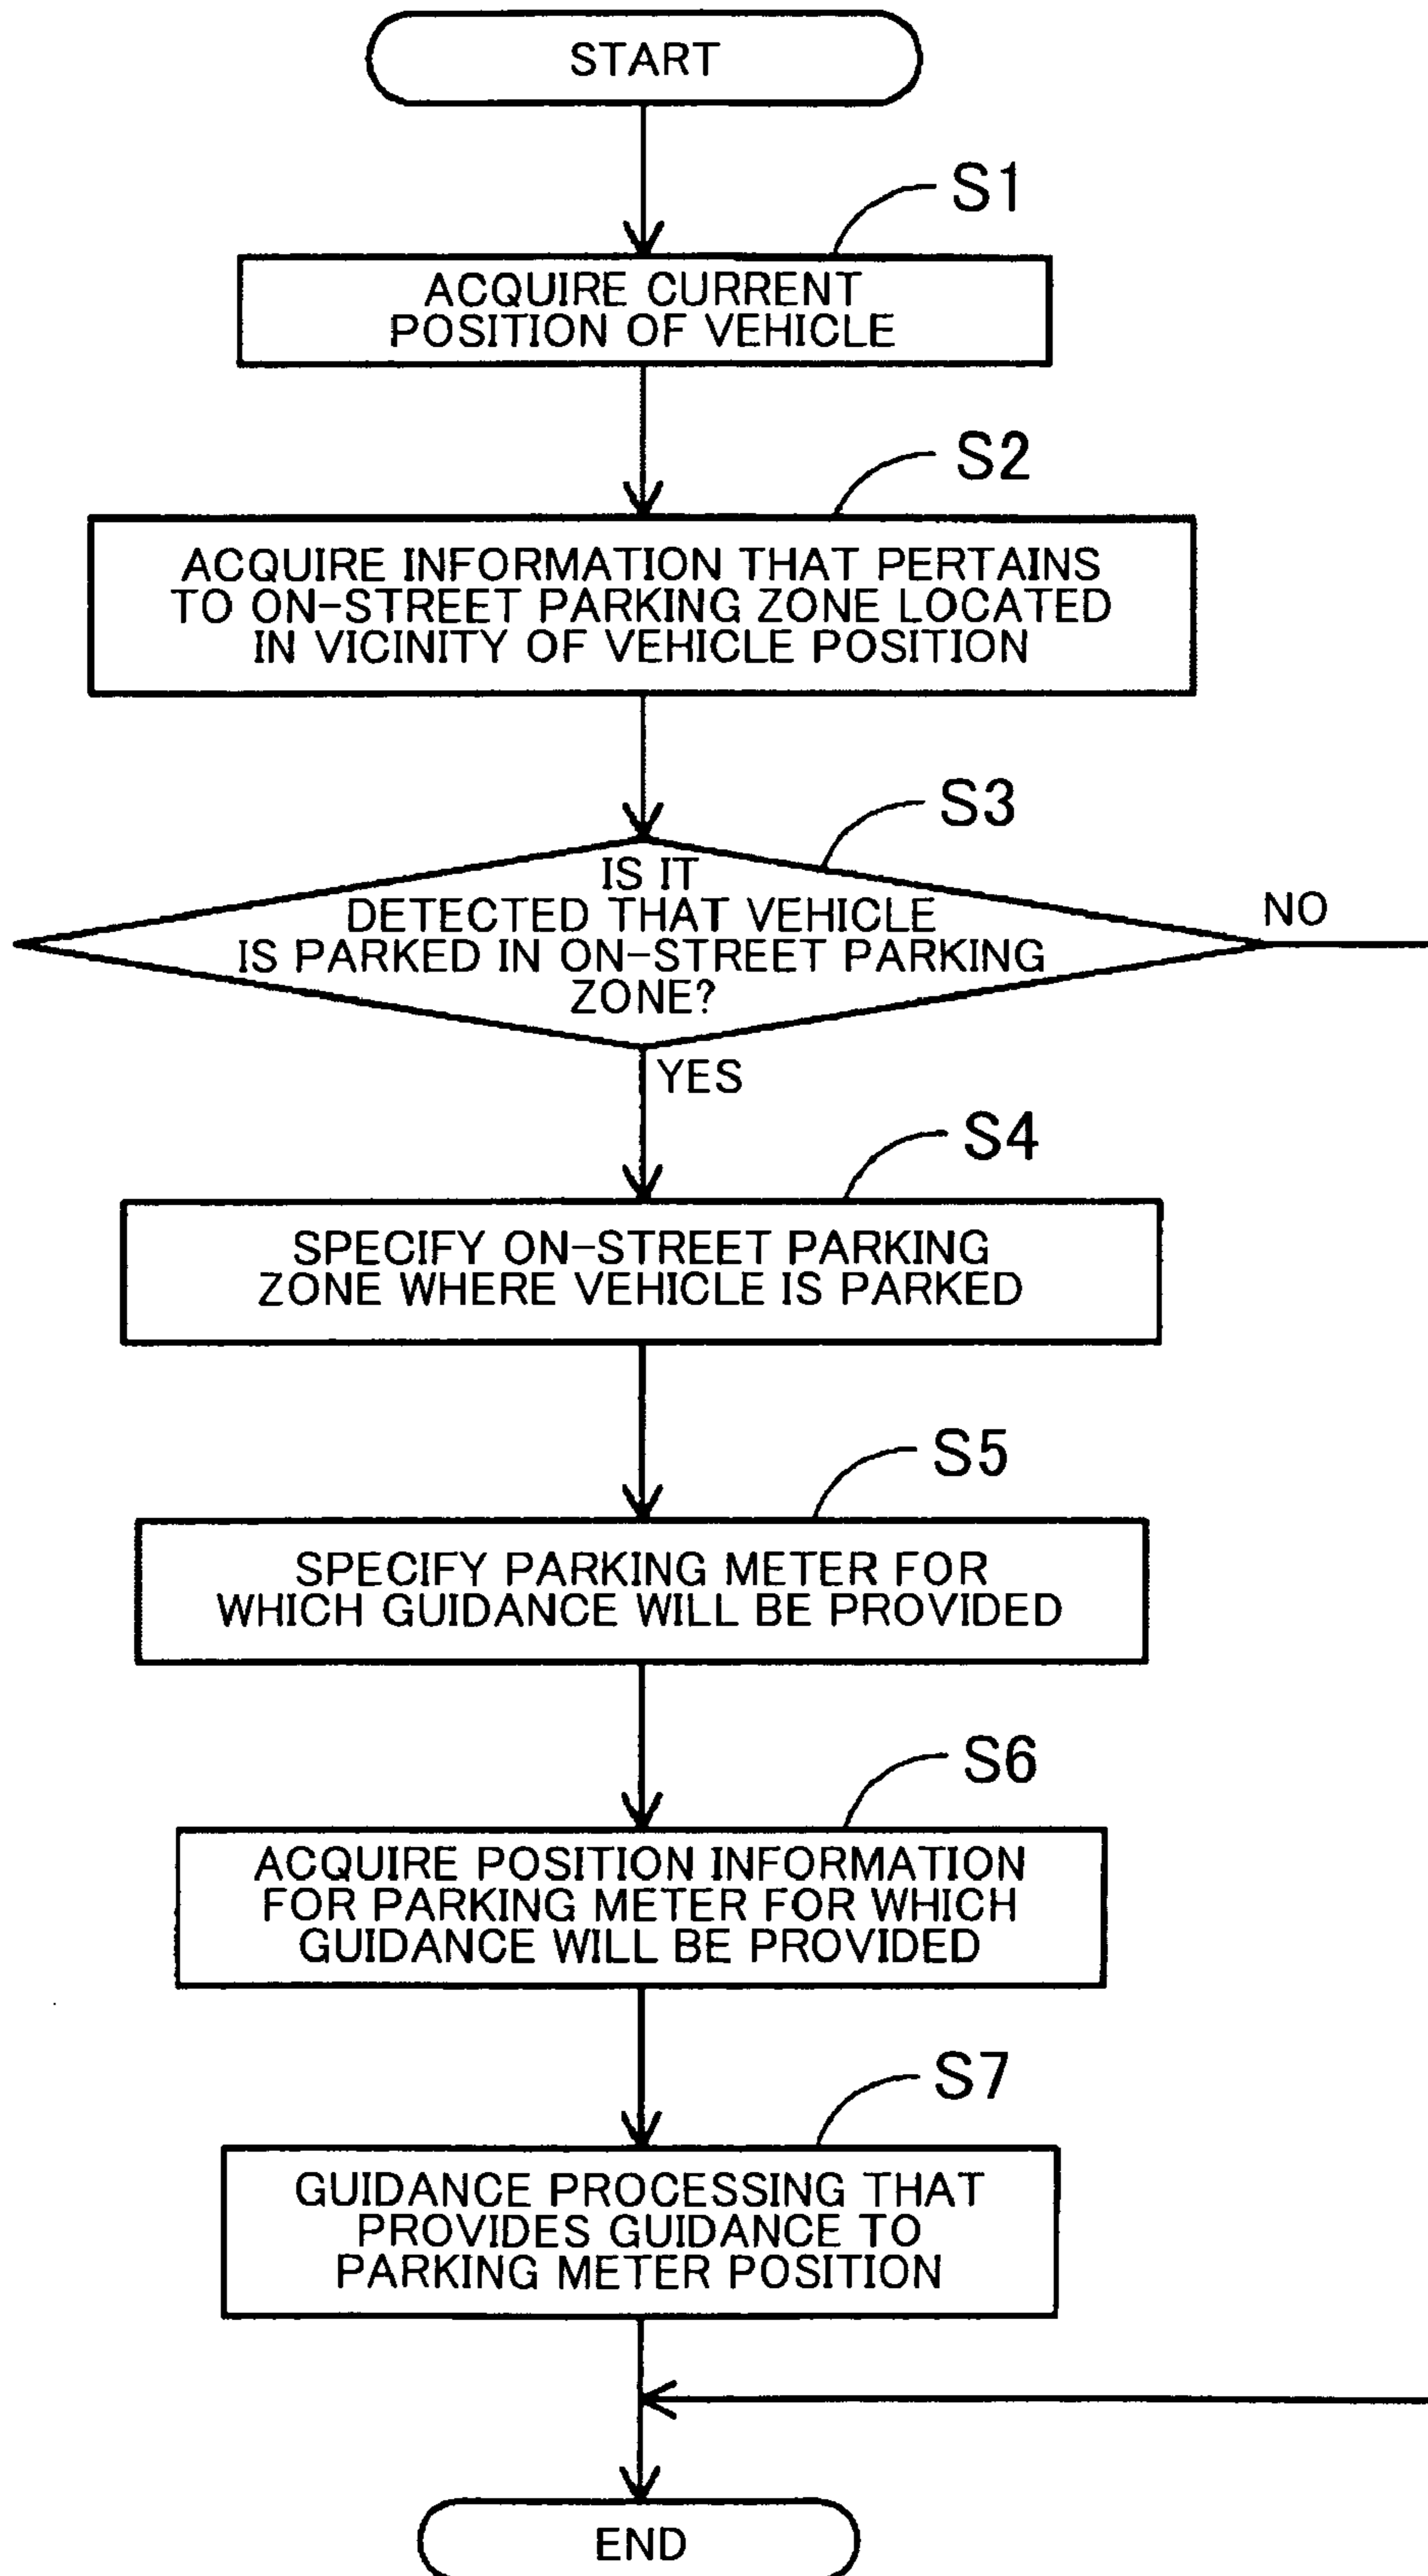 START
S1
ACQUIRE CURRENT
POSITION OF VEHICLE
S2
ACQUIRE INFORMATION THAT PERTAINS
TO ON-STREET PARKING ZONE LOCATED
IN VICINITY OF VEHICLE POSITION
S3
IS IT
DETECTED THAT VEHICLE
IS PARKED IN ON-STREET PARKING
ZONE?
NO
YES
S4
SPECIFY ON-STREET PARKING
ZONE WHERE VEHICLE IS PARKED
S5
SPECIFY PARKING METER FOR
WHICH GUIDANCE WILL BE PROVIDED
S6
ACQUIRE POSITION INFORMATION
FOR PARKING METER FOR WHICH
GUIDANCE WILL BE PROVIDED
S7
GUIDANCE PROCESSING THAT
PROVIDES GUIDANCE TO
PARKING METER POSITION
END